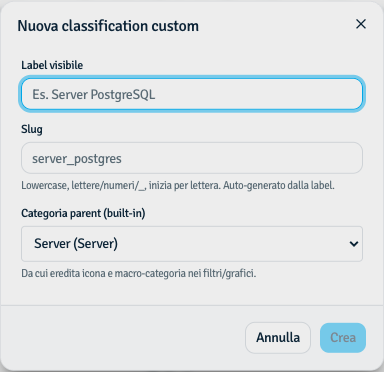 Nuova classification custom
Label visibile
Es. Server PostgreSQL
Slug
server_postgres
Lowercase, lettere/numeri/_, inizia per lettera. Auto-generato dalla label.
Categoria parent (built-in)
Server (Server)
Da cui eredita icona e macro-categoria nei filtri/grafici.
Annulla
Crea